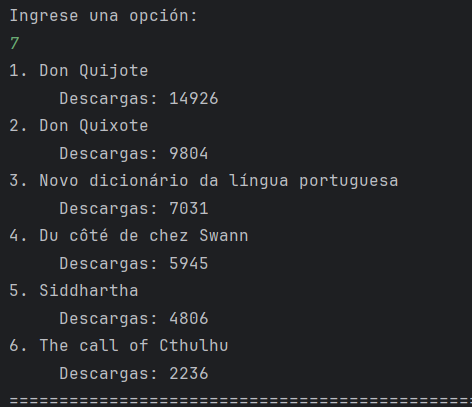 Ingrese una opción:
7
1. Don Quijote
Descargas: 14926
2. Don Quixote
Descargas: 9804
3. Novo dicionário da língua portuguesa
Descargas: 7031
4. Du côté de chez Swann
Descargas: 5945
5. Siddhartha
Descargas: 4806
6. The call of Cthulhu
Descargas: 2236
===============================================